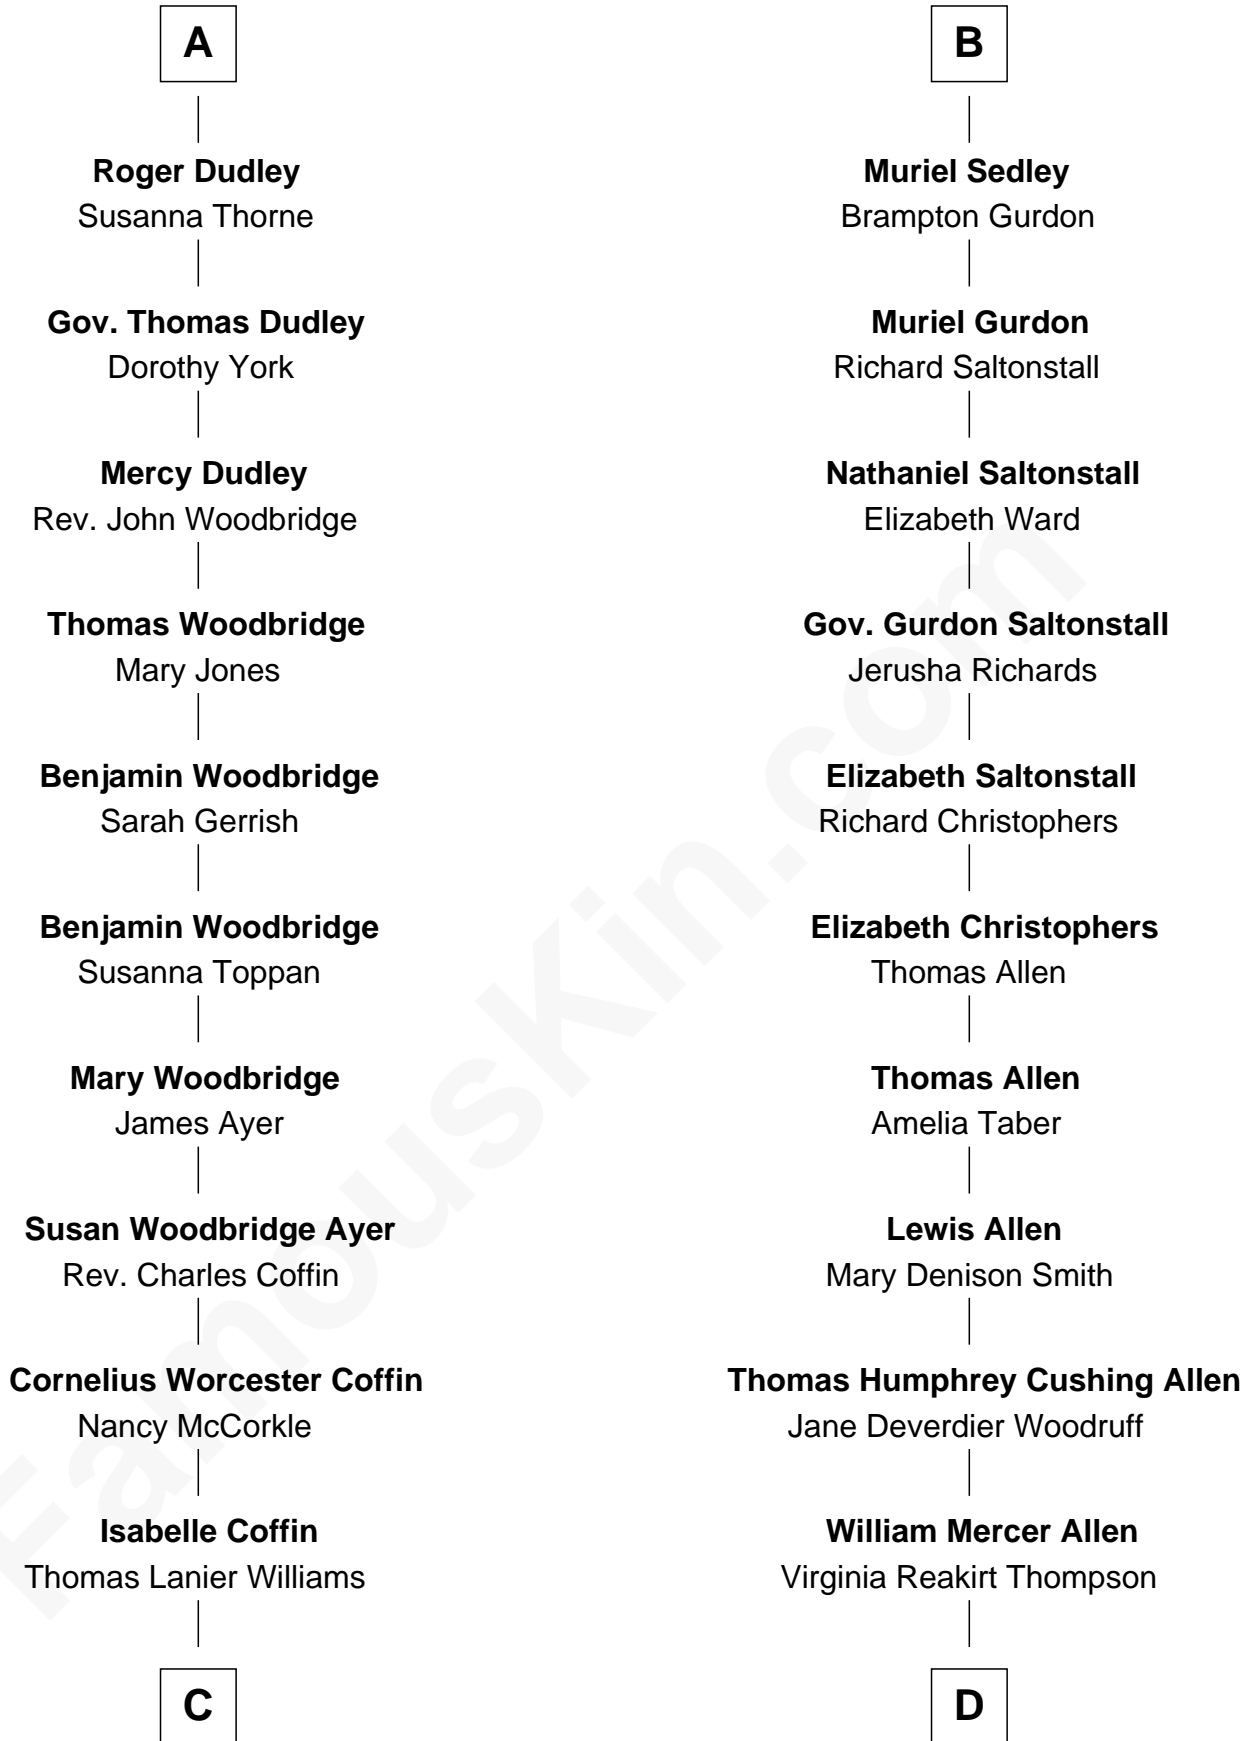 A
Roger Dudley
Susanna Thorne
Gov. Thomas Dudley
Dorothy York
Mercy Dudley
Rev. John Woodbridge
Thomas Woodbridge
Mary Jones
Benjamin Woodbridge
Sarah Gerrish
Benjamin Woodbridge
Susanna Toppan
Mary Woodbridge
James Ayer
Susan Woodbridge Ayer
Rev. Charles Coffin
Cornelius Worcester Coffin
Nancy McCorkle
Isabelle Coffin
Thomas Lanier Williams
C
B
Muriel Sedley
Brampton Gurdon
Muriel Gurdon
Richard Saltonstall
Nathaniel Saltonstall
Elizabeth Ward
Gov. Gurdon Saltonstall
Jerusha Richards
Elizabeth Saltonstall
Richard Christophers
Elizabeth Christophers
Thomas Allen
Thomas Allen
Amelia Taber
Lewis Allen
Mary Denison Smith
Thomas Humphrey Cushing Allen
Jane Deverdier Woodruff
William Mercer Allen
Virginia Reakirt Thompson
D
FamousKin.com